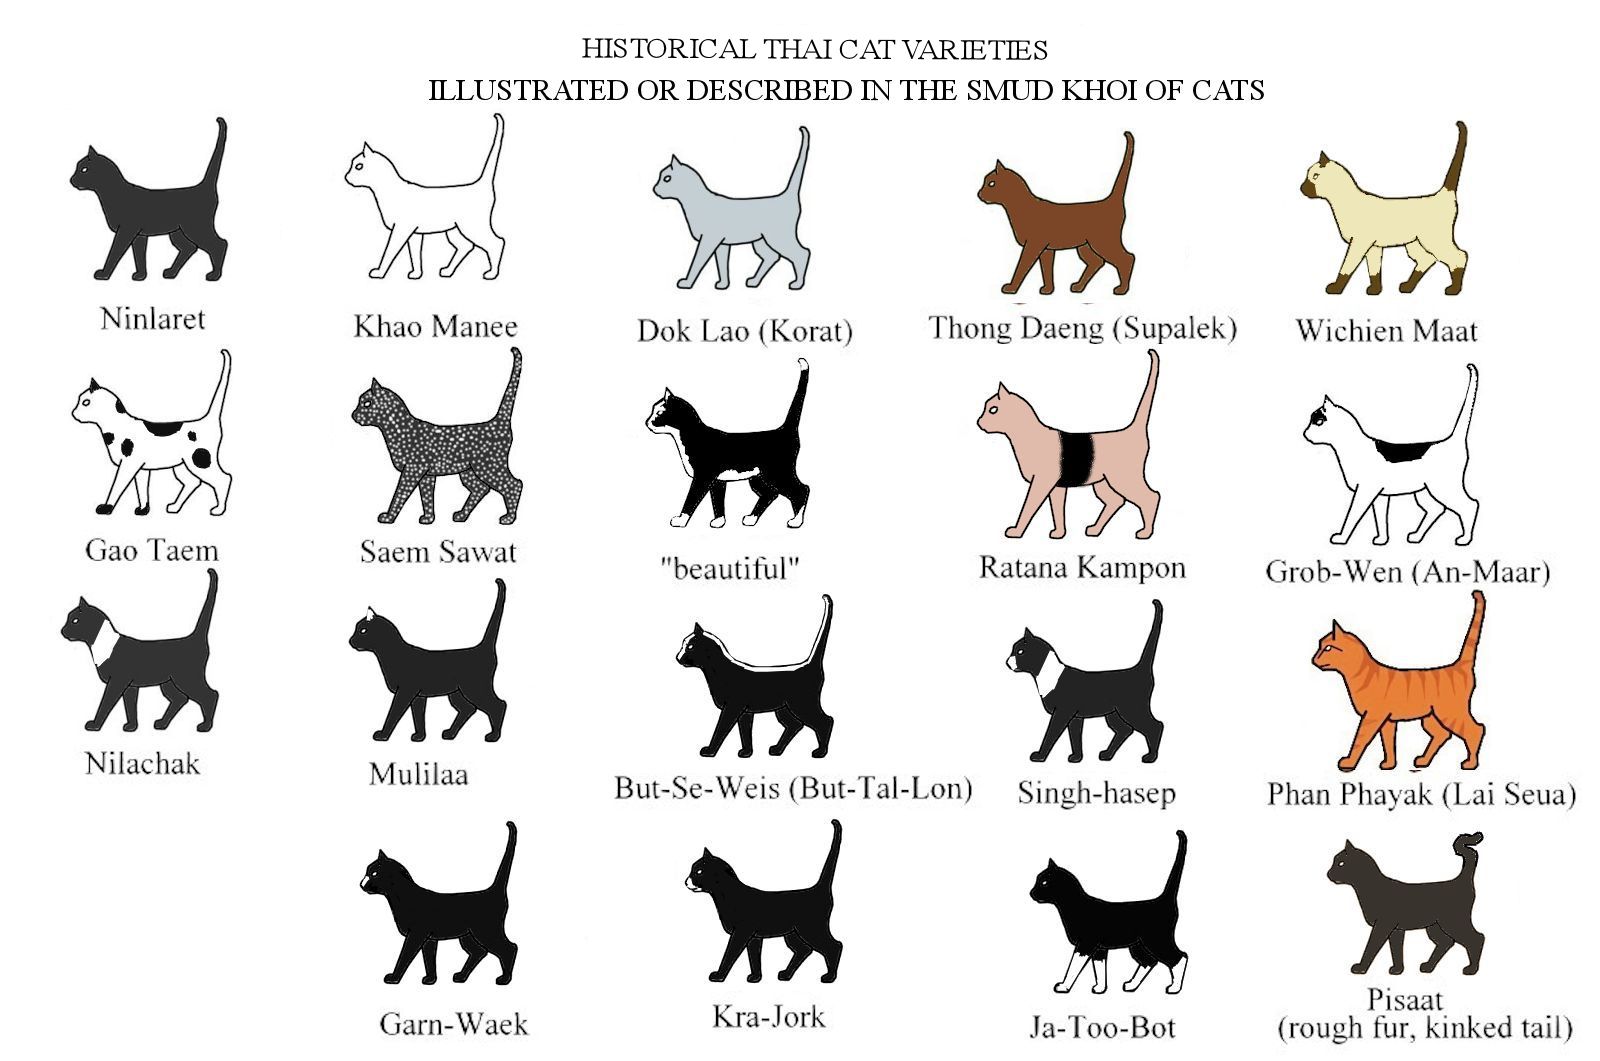 HISTORICAL THAI CAT VARIETIES
ILLUSTRATED OR DESCRIBED IN THE SMUD KHOI OF CATS
Ninlaret
Khao Manee
Dok Lao (Korat)
Thong Daeng (Supalek)
Wichien Maat
Gao Taem
Saem Sawat
"beautiful"
Ratana Kampon
Grob-Wen (An-Maar)
Nilachak
Mulilaa
But-Se-Weis (But-Tal-Lon)
Singh-hasep
Phan Phayak (Lai Seua)
Garn-Waek
Kra-Jork
Ja-Too-Bot
Pisaat
(rough fur, kinked tail)